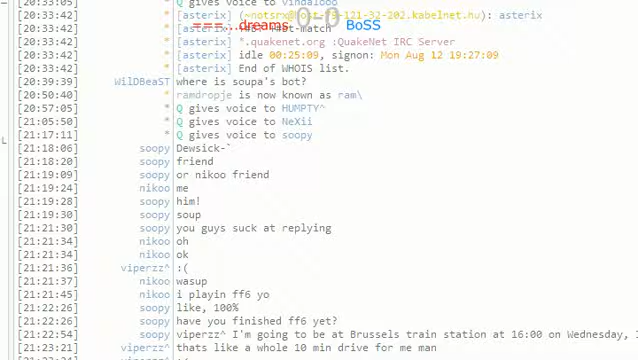 [20:33:05] * Q gives voice to vindaloo
[20:33:42] * [asterix] (~notsrx@ -121-32-202.kabelnet.hu): asterix
===...dreams 0-0 BoSS
[20:33:42] * [asterix] -match
[20:33:42] * [asterix] *.quakenet.org :QuakeNet IRC Server
[20:33:42] * [asterix] idle 00:25:09, signon: Mon Aug 12 19:27:09
[20:33:42] * [asterix] End of WHOIS list.
[20:39:39] WilDBeaST where is soupa's bot?
[20:50:40] * ramdropje is now known as ram\
[20:57:05] * Q gives voice to HUMPTY^
[21:05:50] * Q gives voice to NeXii
[21:17:11] * Q gives voice to soopy
[21:18:06] soopy Dewsick-`
[21:18:20] soopy friend
[21:19:09] soopy or nikoo friend
[21:19:24] nikoo me
[21:19:28] soopy him!
[21:19:30] soopy soup
[21:21:30] soopy you guys suck at replying
[21:21:34] nikoo oh
[21:21:34] nikoo ok
[21:21:36] viperzz^ :(
[21:21:37] nikoo wasup
[21:21:45] nikoo i playin ff6 yo
[21:22:26] soopy like, 100%
[21:22:26] soopy have you finished ff6 yet?
[21:22:54] soopy viperzz^ I'm going to be at Brussels train station at 16:00 on Wednesday,
[21:23:21] viperzz^ thats like a whole 10 min drive for me man